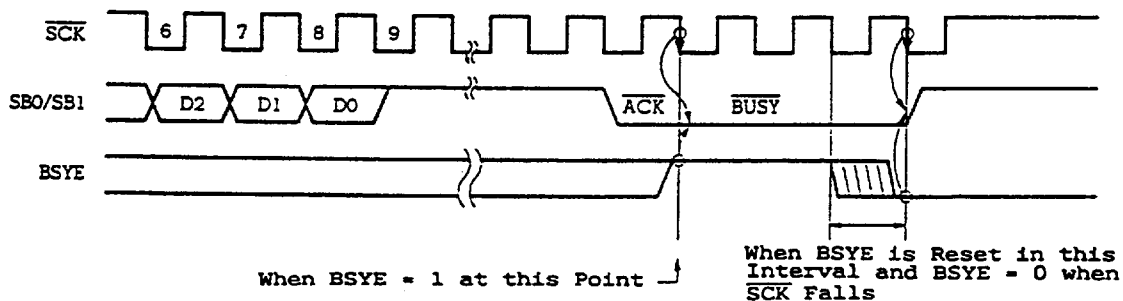 SCK 6 7 8 9
SB0/SB1 D2 D1 D0 ACK BUSY
BSYE
When BSYE = 1 at this Point
When BSYE is Reset in this
Interval and BSYE = 0 when
SCK Falls